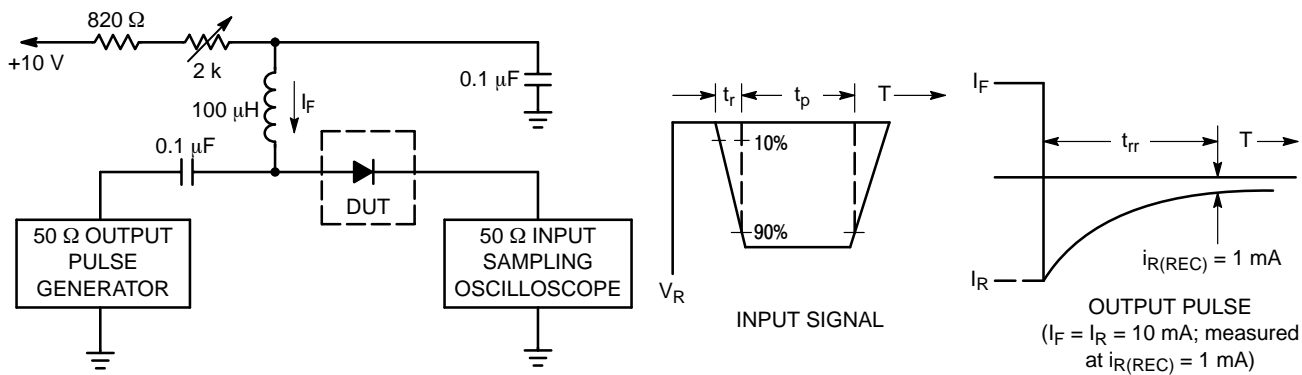 820 Ω
+10 V
2 k
100 μH
I_F
0.1 μF
0.1 μF
DUT
50 Ω OUTPUT
PULSE
GENERATOR
50 Ω INPUT
SAMPLING
OSCILLOSCOPE
t_r
t_p
T
10%
90%
V_R
INPUT SIGNAL
I_F
t_rr
T
I_R
i_R(REC) = 1 mA
OUTPUT PULSE
(I_F = I_R = 10 mA; measured
at i_R(REC) = 1 mA)